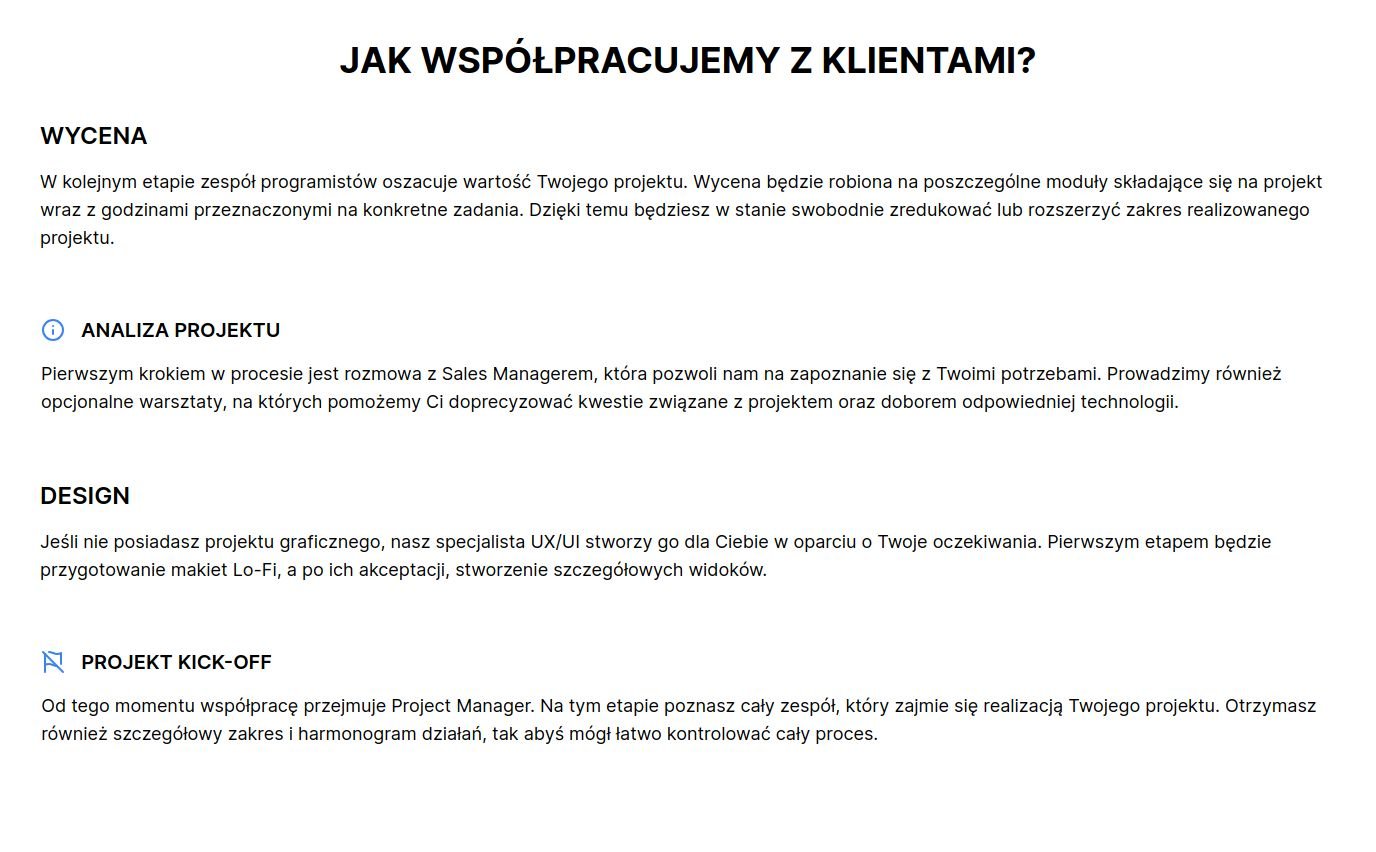 JAK WSPÓŁPRACUJEMY Z KLIENTAMI?
WYCENA
W kolejnym etapie zespół programistów oszacuje wartość Twojego projektu. Wycena będzie robiona na poszczególne moduły składające się na projekt
wraz z godzinami przeznaczonymi na konkretne zadania. Dzięki temu będziesz w stanie swobodnie zredukować lub rozszerzyć zakres realizowanego
projektu.
ANALIZA PROJEKTU
Pierwszym krokiem w procesie jest rozmowa z Sales Managerem, która pozwoli nam na zapoznanie się z Twoimi potrzebami. Prowadzimy również
opcjonalne warsztaty, na których pomożemy Ci doprecyzować kwestie związane z projektem oraz doborem odpowiedniej technologii.
DESIGN
Jeśli nie posiadasz projektu graficznego, nasz specjalista UX/UI stworzy go dla Ciebie w oparciu o Twoje oczekiwania. Pierwszym etapem będzie
przygotowanie makiet Lo-Fi, a po ich akceptacji, stworzenie szczegółowych widoków.
PROJEKT KICK-OFF
Od tego momentu współpracę przejmuje Project Manager. Na tym etapie poznasz cały zespół, który zajmie się realizacją Twojego projektu. Otrzymasz
również szczegółowy zakres i harmonogram działań, tak abyś mógł łatwo kontrolować cały proces.